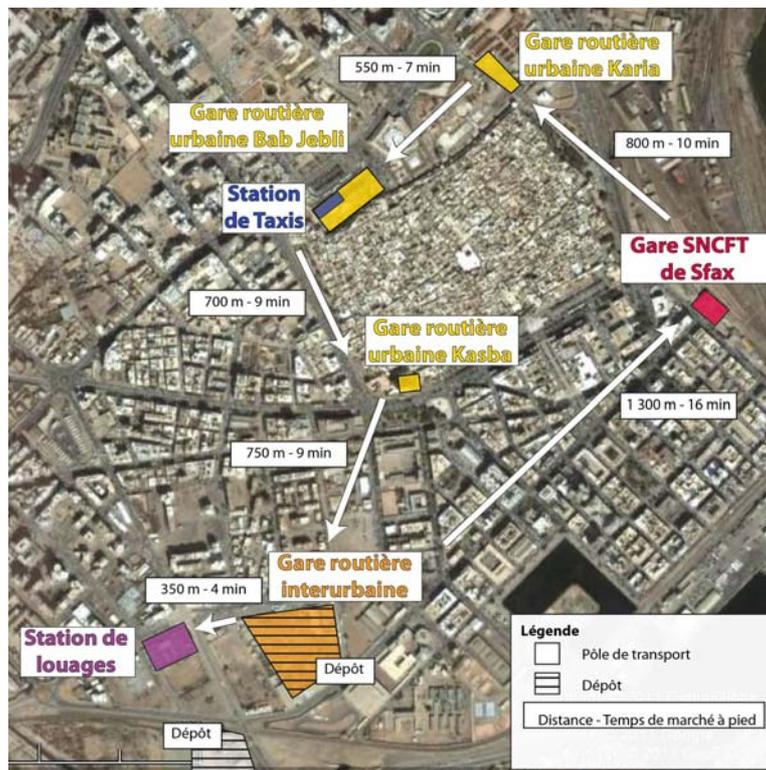 Gare routière
urbaine Karia
550 m - 7 min
Gare routière
urbaine Bab Jebli
800 m - 10 min
Station
de Taxis
Gare SNCFT
de Sfax
700 m - 9 min
Gare routière
urbaine Kasba
1 300 m - 16 min
750 m - 9 min
Gare routière
interurbaine
350 m - 4 min
Station de
louages
Dépôt
Dépôt
Légende
Pôle de transport
Dépôt
Distance - Temps de marché à pied